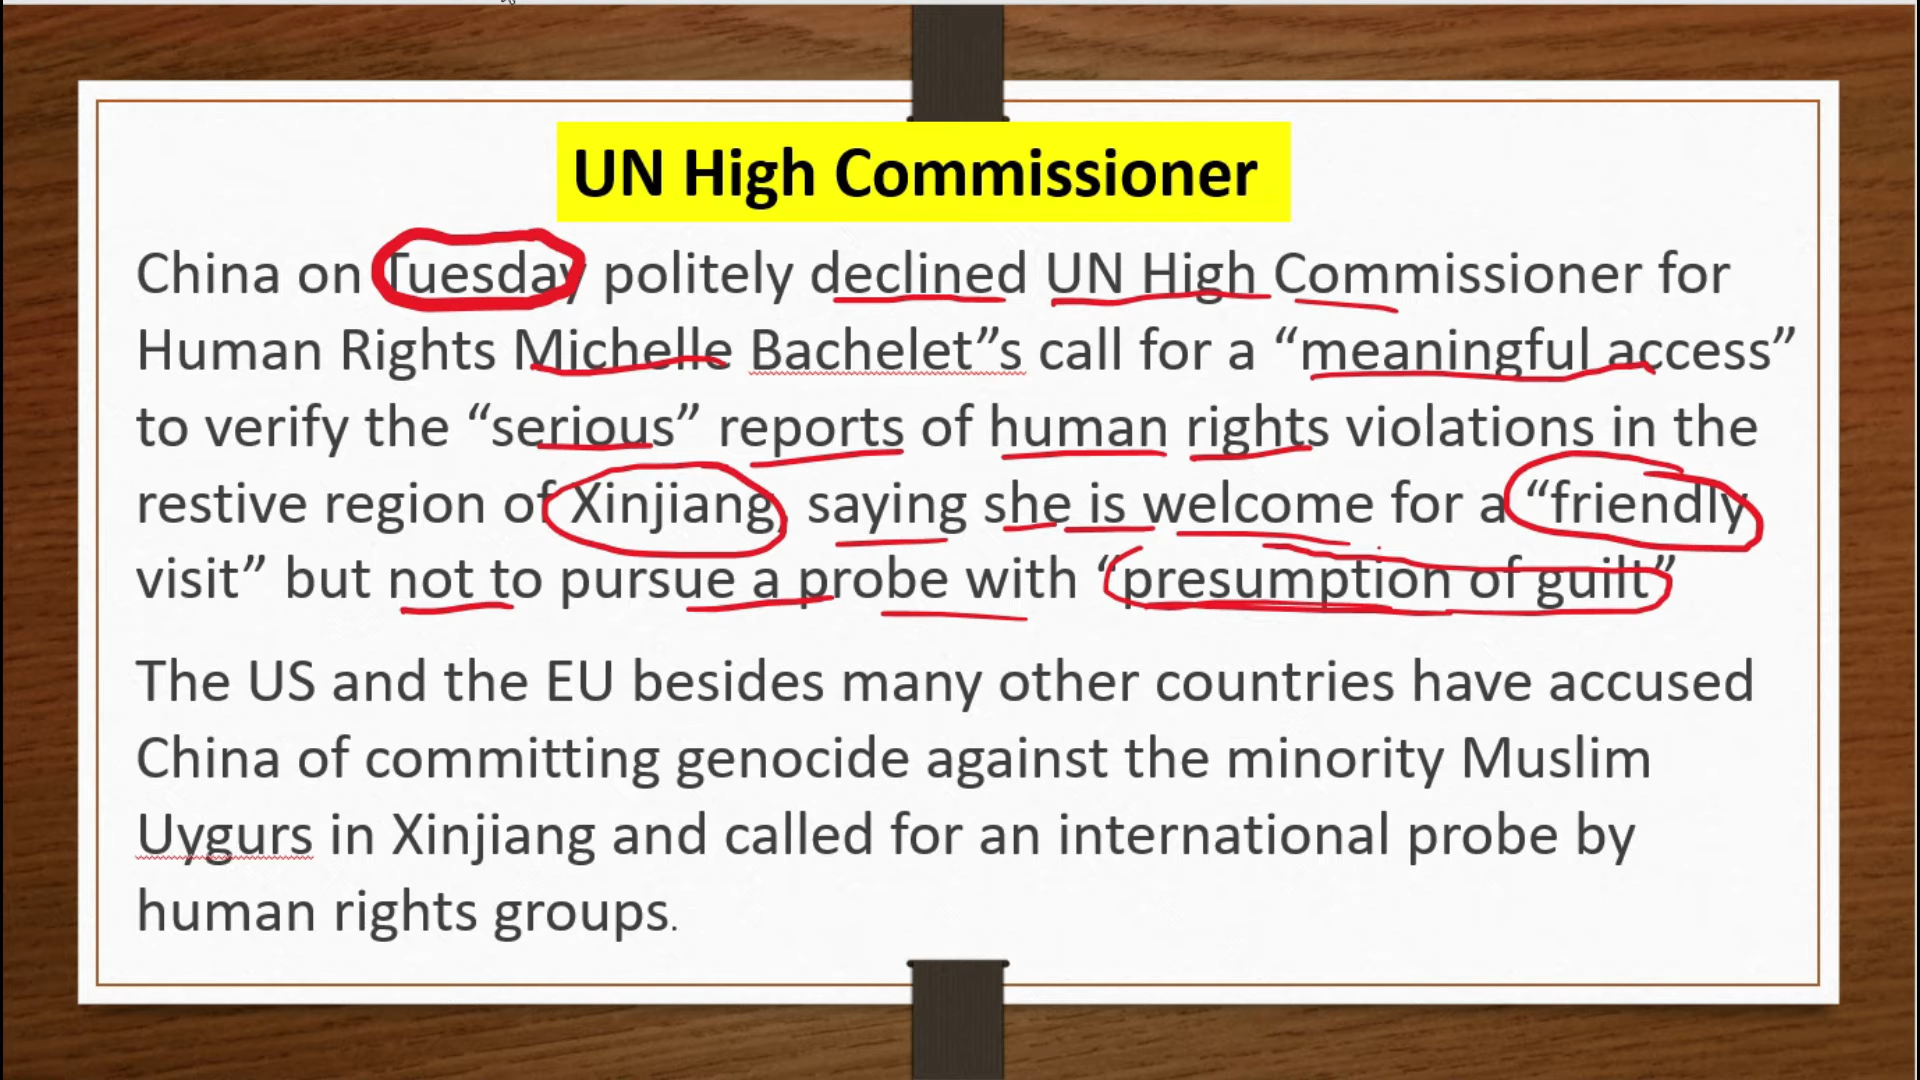 UN High Commissioner
China on Tuesday politely declined UN High Commissioner for
Human Rights Michelle Bachelet”s call for a “meaningful access”
to verify the “serious” reports of human rights violations in the
restive region of Xinjiang, saying she is welcome for a “friendly
visit” but not to pursue a probe with “presumption of guilt”
The US and the EU besides many other countries have accused
China of committing genocide against the minority Muslim
Uygurs in Xinjiang and called for an international probe by
human rights groups.